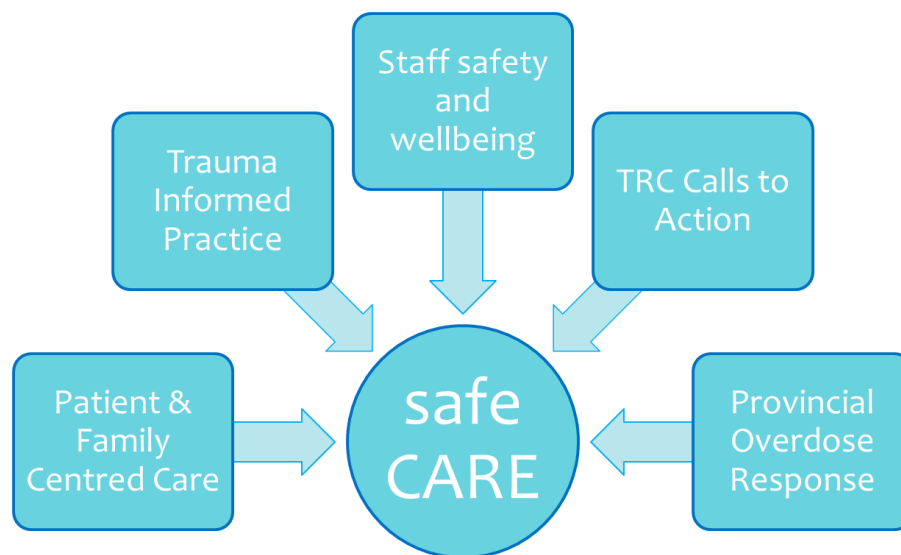 Staff safety
and
wellbeing
Trauma
Informed
Practice
TRC Calls to
Action
Patient &
Family
Centred Care
safe
CARE
Provincial
Overdose
Response